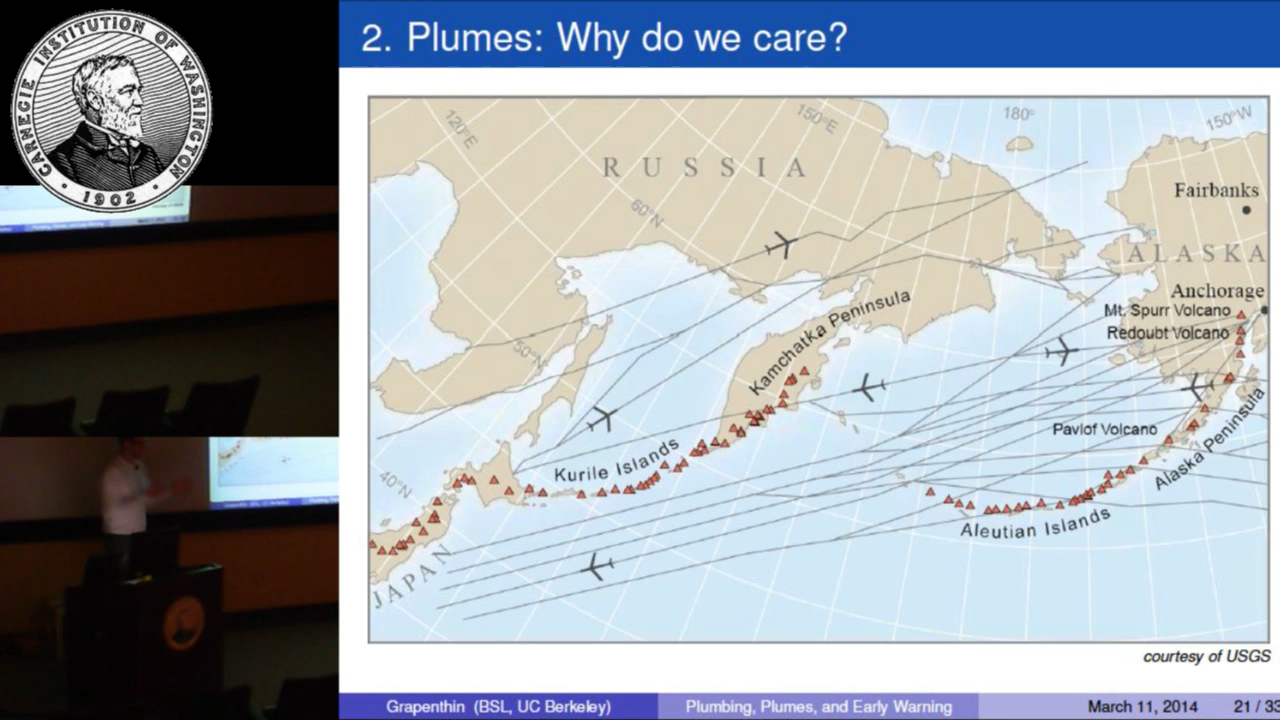 CARNEGIE INSTITUTION OF WASHINGTON
1902
2. Plumes: Why do we care?
120°E
150°E
180°
150°W
RUSSIA
60°N
Fairbanks
ALASKA
Anchorage
Mt. Spurr Volcano
Redoubt Volcano
Kamchatka Peninsula
50°N
Pavlof Volcano
Alaska Peninsula
Kurile Islands
40°N
Aleutian Islands
JAPAN
courtesy of USGS
Grapenthin (BSL, UC Berkeley)
Plumbing, Plumes, and Early Warning
March 11, 2014
21 / 33